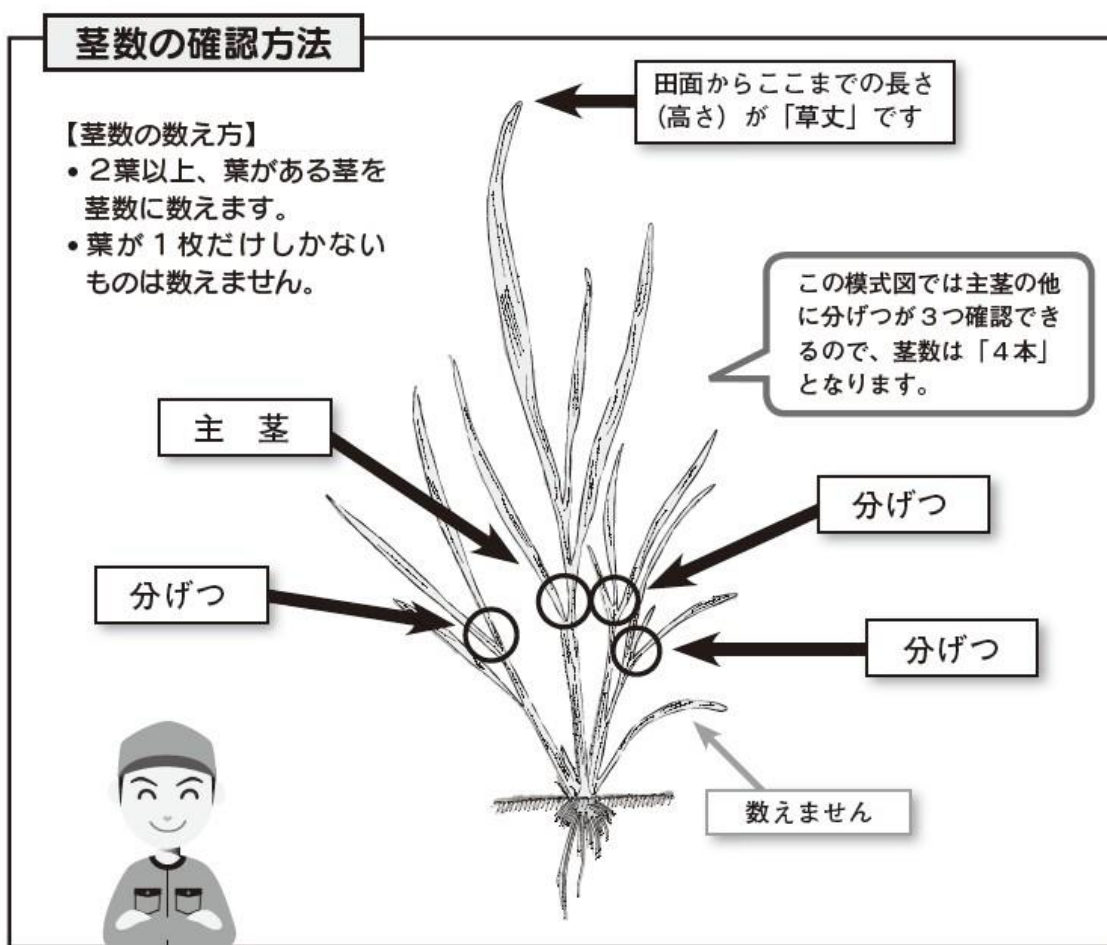 茎数の確認方法
田面からここまでの長さ
(高さ) が「草丈」です
【茎数の数え方】
• 2葉以上、葉がある茎を
茎数に数えます。
• 葉が1枚だけしかない
ものは数えません。
この模式図では主茎の他
に分げつが3つ確認でき
るので、茎数は「4本」
となります。
主 茎
分げつ
分げつ
分げつ
数えません